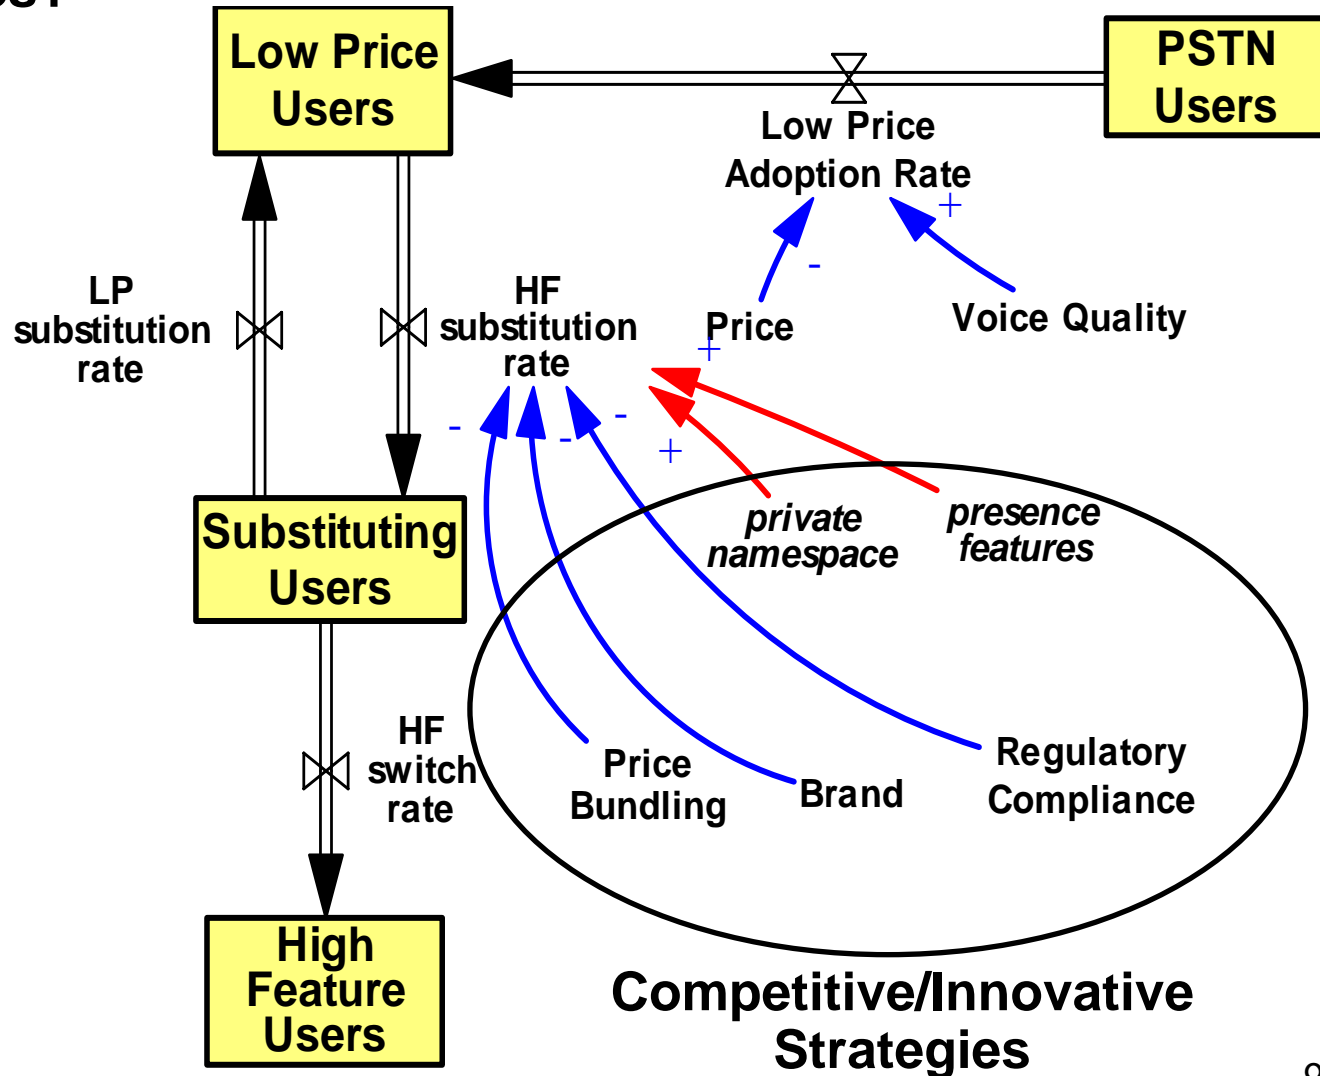 Low Price
Users
PSTN
Users
Low Price
Adoption Rate
+
-
LP
substitution
rate
HF
substitution
rate
Price
Voice Quality
+
-
-
-
+
private
namespace
presence
features
Substituting
Users
HF
switch
rate
Price
Bundling
Brand
Regulatory
Compliance
High
Feature
Users
Competitive/Innovative
Strategies